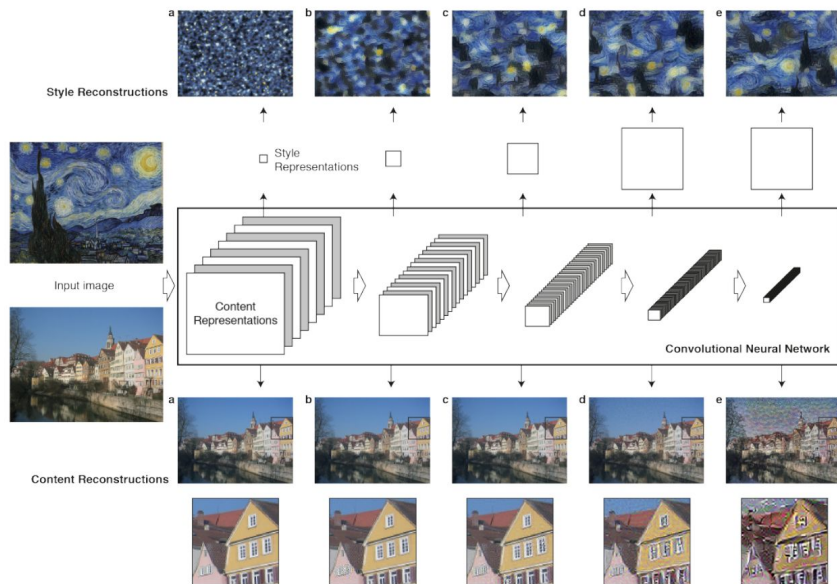 a
b
c
d
e
Style Reconstructions
Style
Representations
Input image
Content
Representations
Convolutional Neural Network
a
b
c
d
e
Content Reconstructions